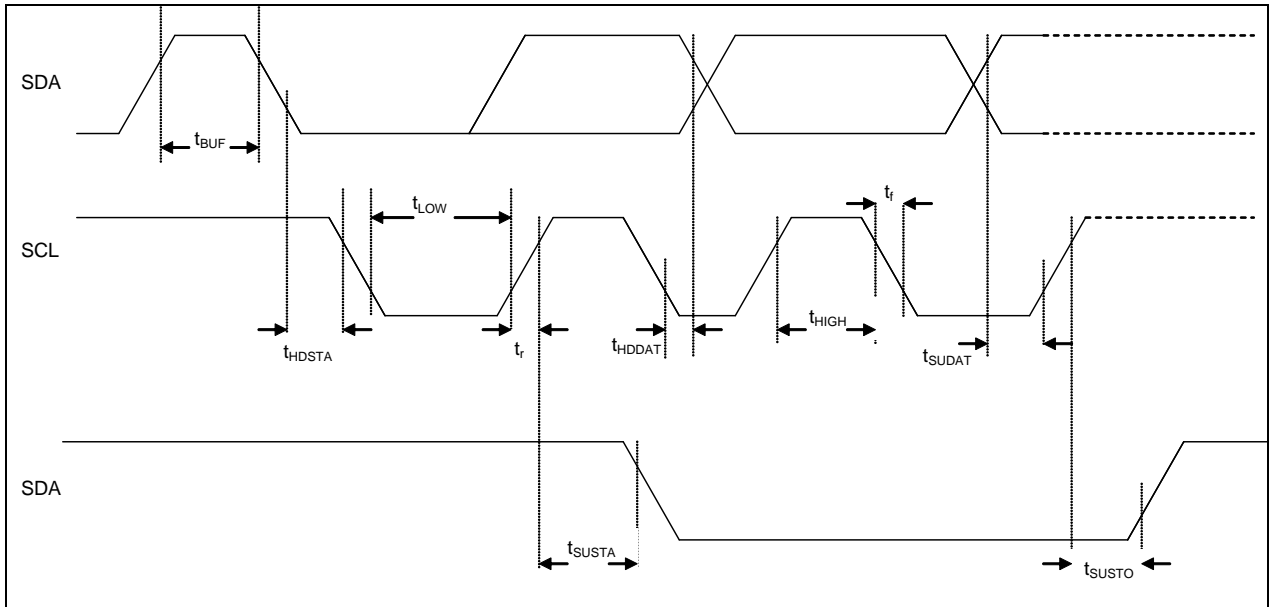 SDA
tBUF
tLOW
tf
SCL
tHDSTA
tr
tHDDAT
tHIGH
tSUDAT
SDA
tSUSTA
tSUSTO